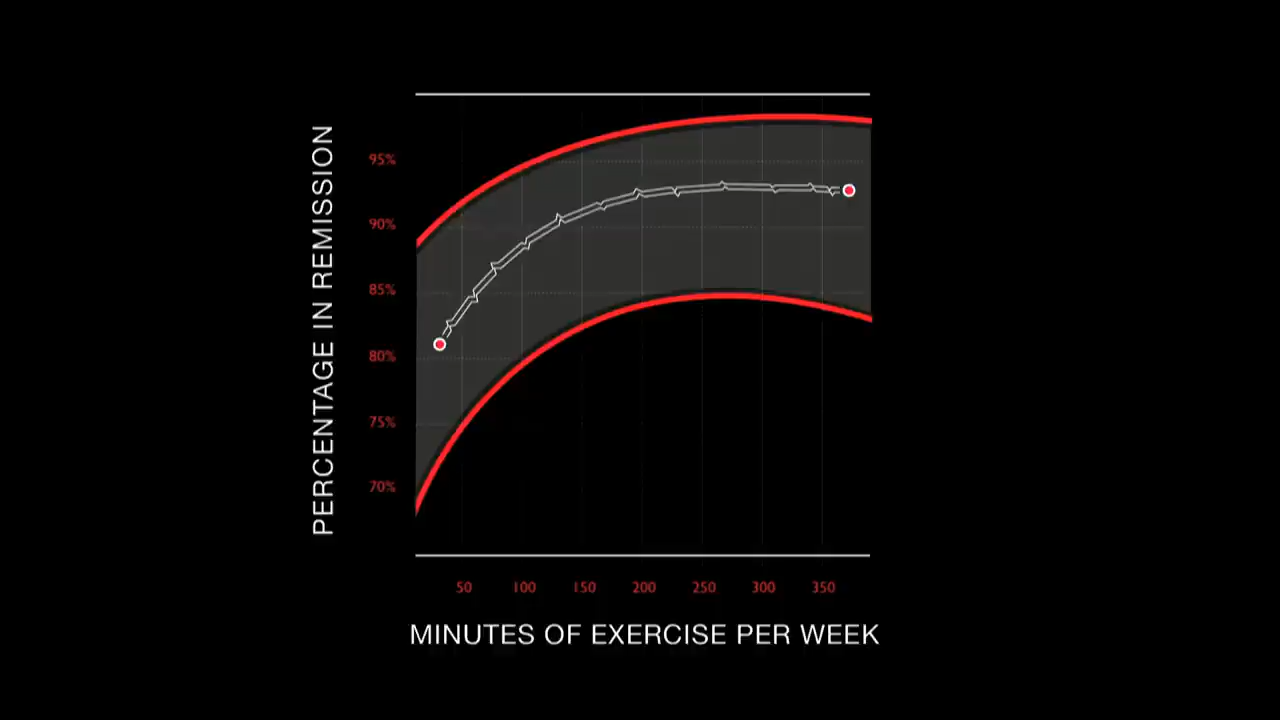 PERCENTAGE IN REMISSION
95%
90%
85%
80%
75%
70%
50 100 150 200 250 300 350
MINUTES OF EXERCISE PER WEEK